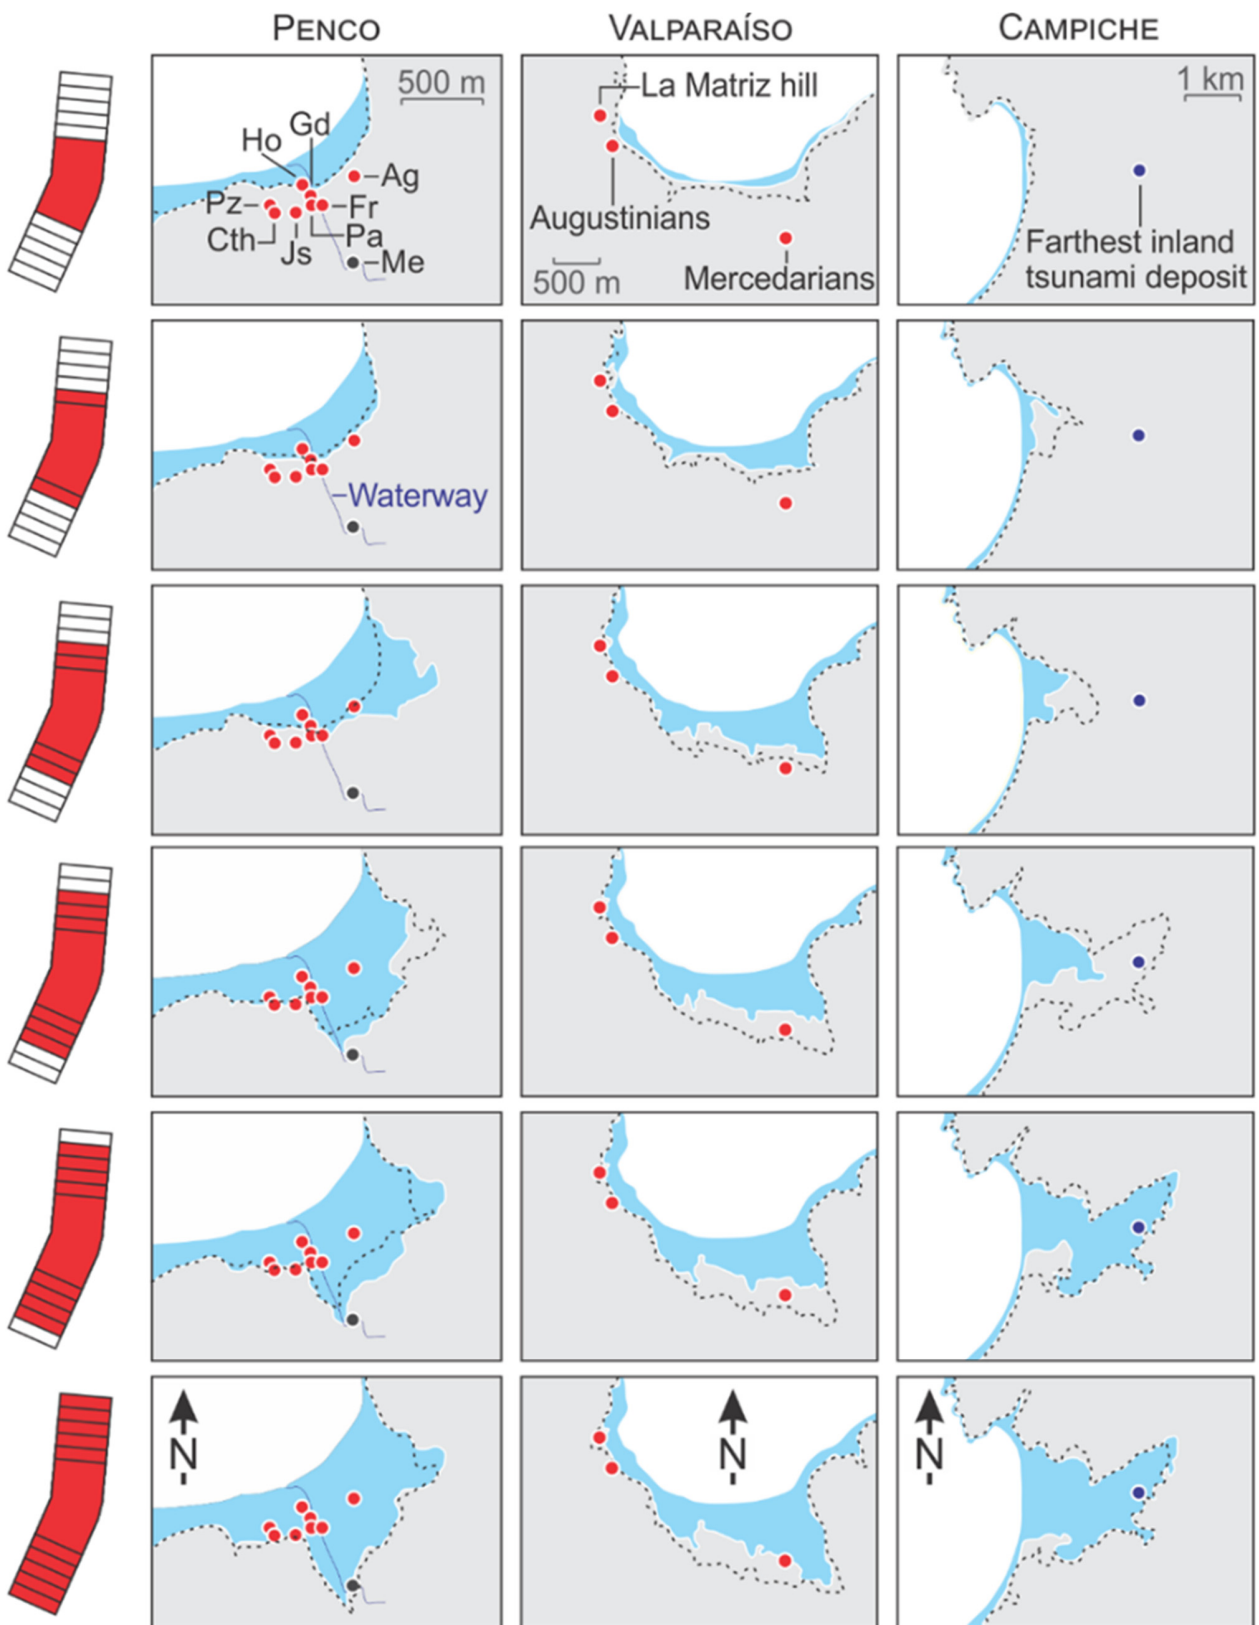 PENCO
VALPARAÍSO
CAMPICHE
500 m
Gd
Ho
Ag
Pz
Fr
Cth
Js
Pa
Me
La Matriz hill
Augustinians
500 m
Mercedarians
1 km
Farthest inland
tsunami deposit
Waterway
N
N
N